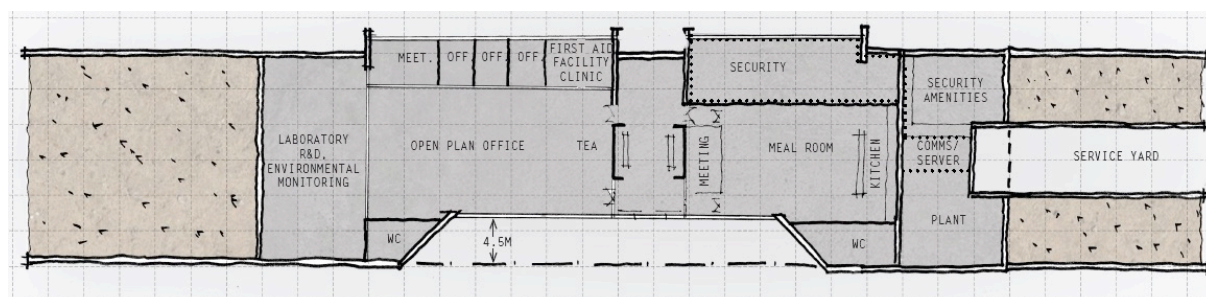 MEET.
OFF.
OFF.
OFF.
FIRST AID
FACILITY
CLINIC
SECURITY
SECURITY
AMENITIES
LABORATORY
R&D,
ENVIRONMENTAL
MONITORING
OPEN PLAN OFFICE
TEA
MEETING
MEAL ROOM
KITCHEN
COMMS/
SERVER
SERVICE YARD
WC
4.5M
WC
PLANT